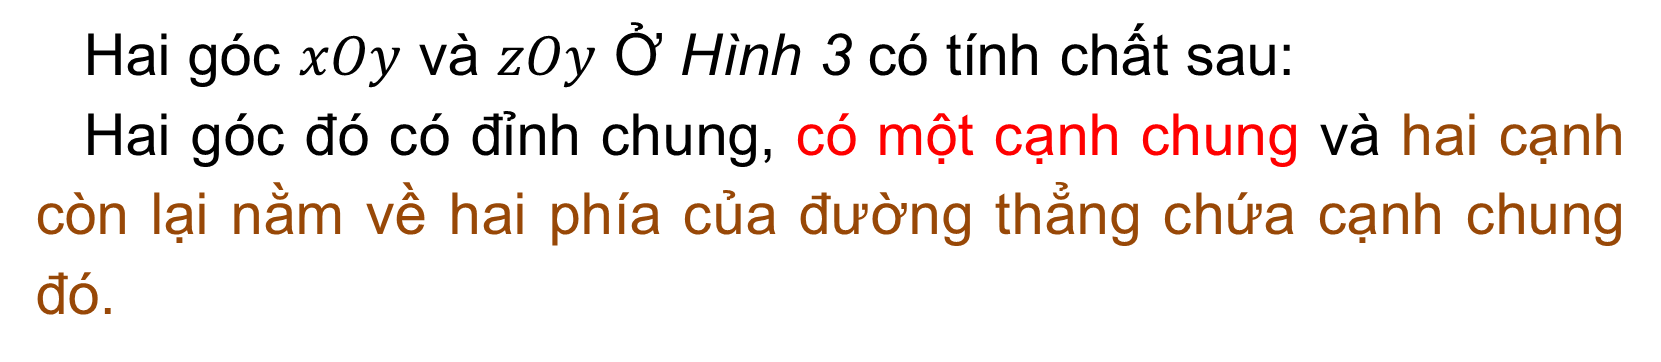 Hai góc xOy và zOy Ở Hình 3 có tính chất sau:
Hai góc đó có đỉnh chung, có một cạnh chung và hai cạnh
còn lại nằm về hai phía của đường thẳng chứa cạnh chung
đó.